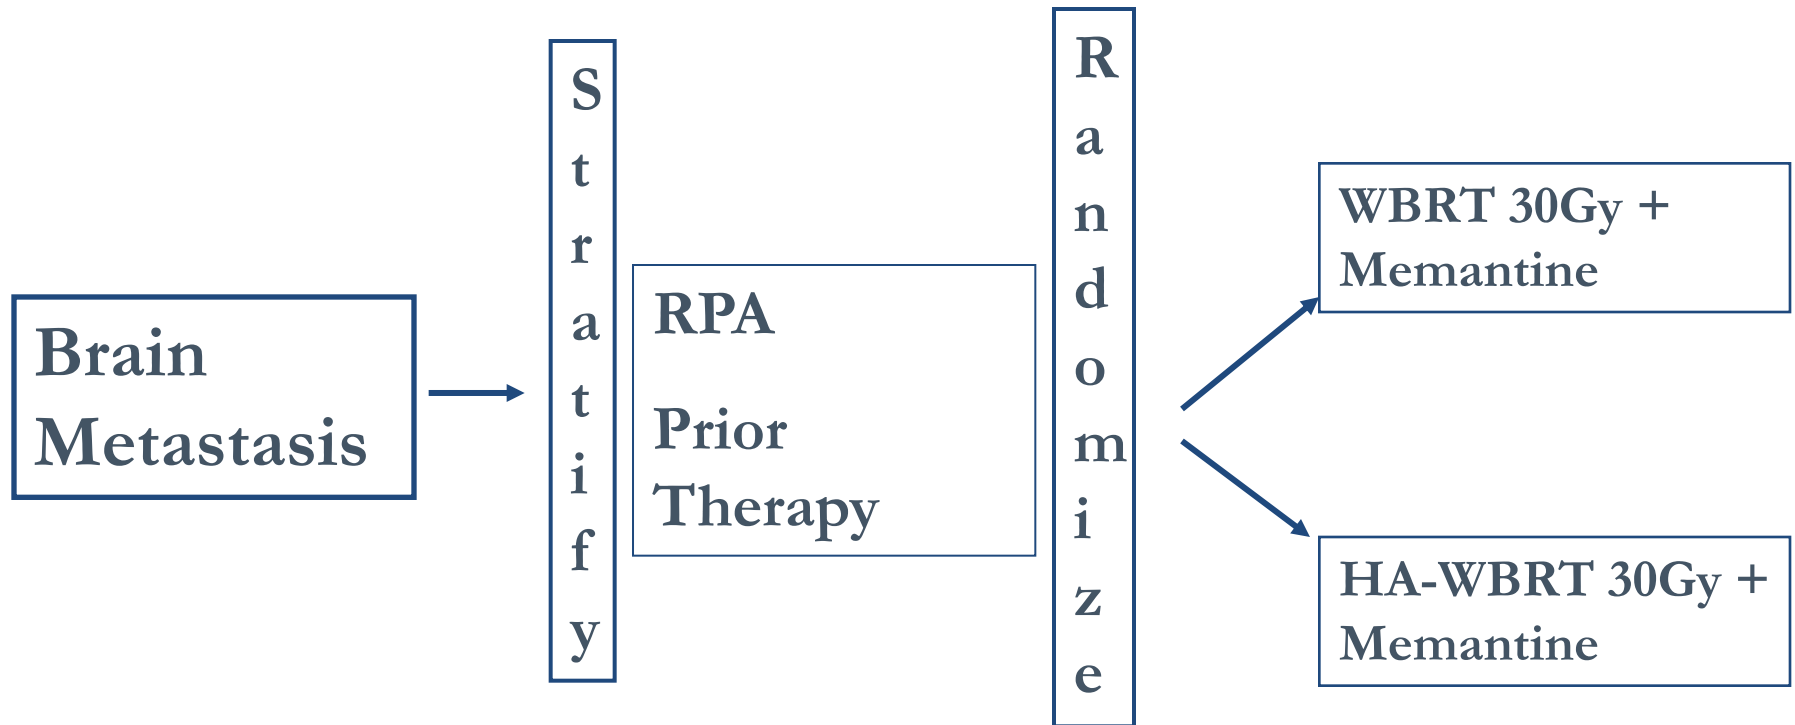 Brain
Metastasis
Stratify
RPA
Prior
Therapy
Randomize
WBRT 30Gy +
Memantine
HA-WBRT 30Gy +
Memantine